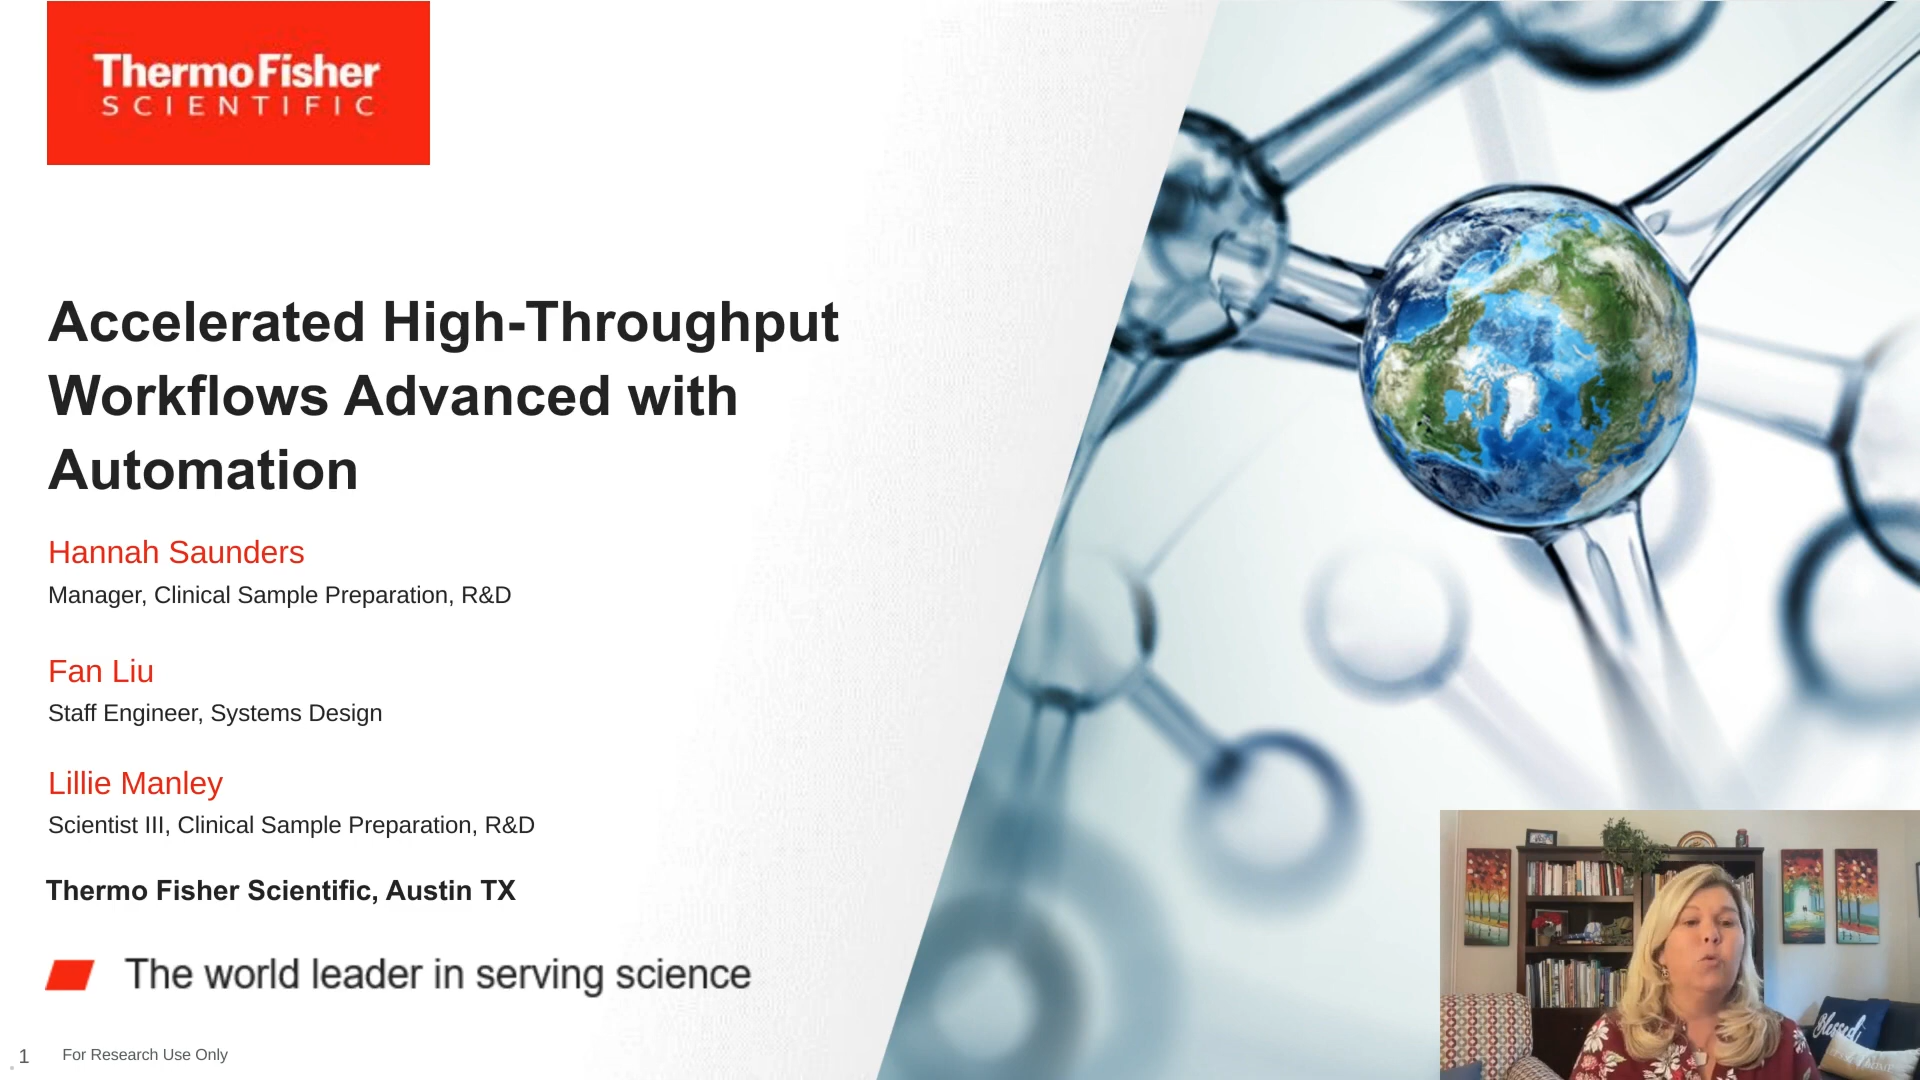 ThermoFisher
SCIENTIFIC
Accelerated High-Throughput
Workflows Advanced with
Automation
Hannah Saunders
Manager, Clinical Sample Preparation, R&D
Fan Liu
Staff Engineer, Systems Design
Lillie Manley
Scientist III, Clinical Sample Preparation, R&D
Thermo Fisher Scientific, Austin TX
The world leader in serving science
1 For Research Use Only
Blessed